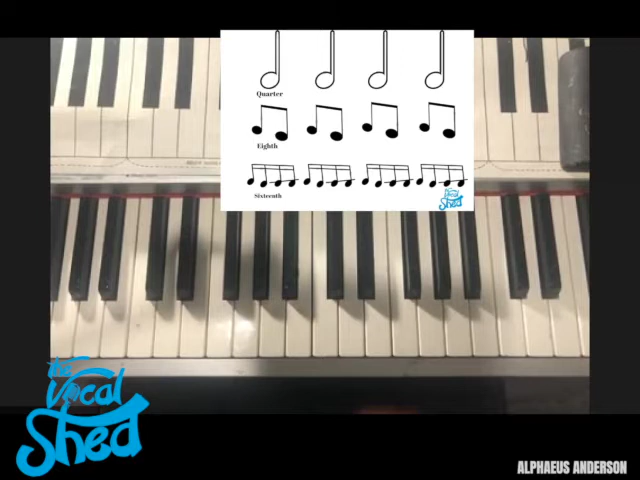 Quarter
Eighth
Sixteenth
the
Vocal
Shed
the
Vocal
Shed
ALPHAEUS ANDERSON